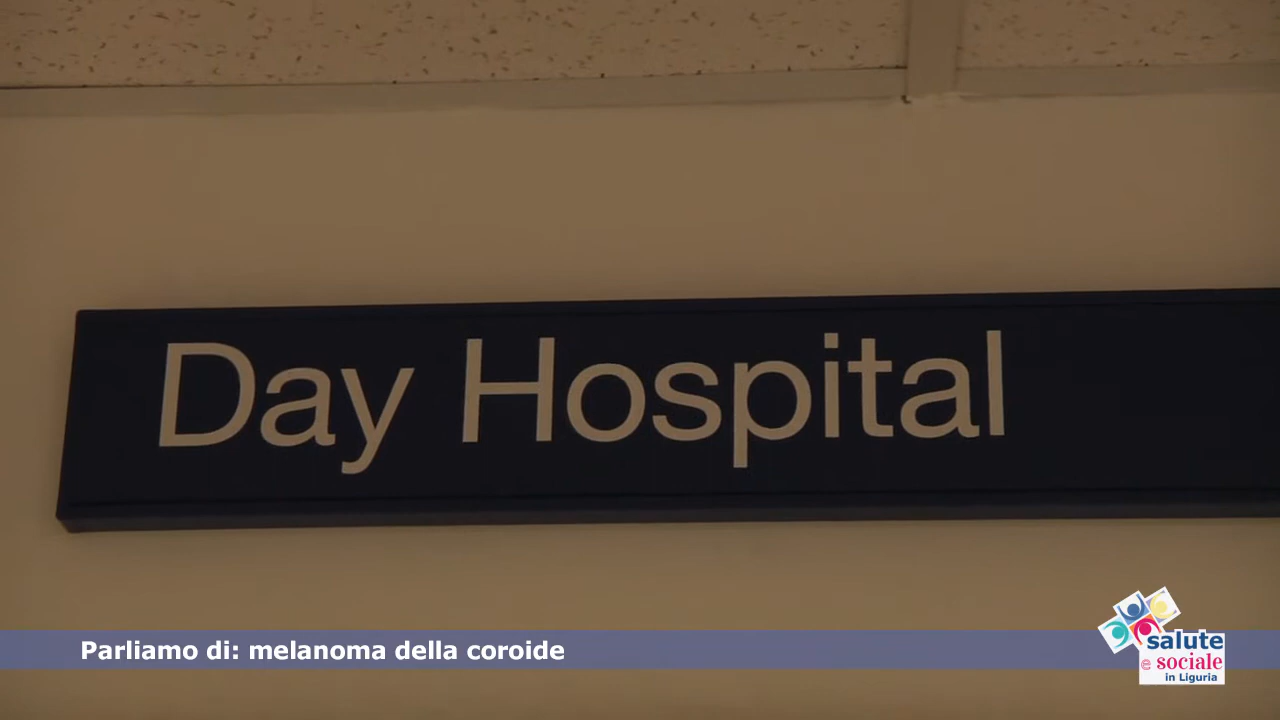 Day Hospital
Parliamo di: melanoma della coroide
salute
e sociale
in Liguria